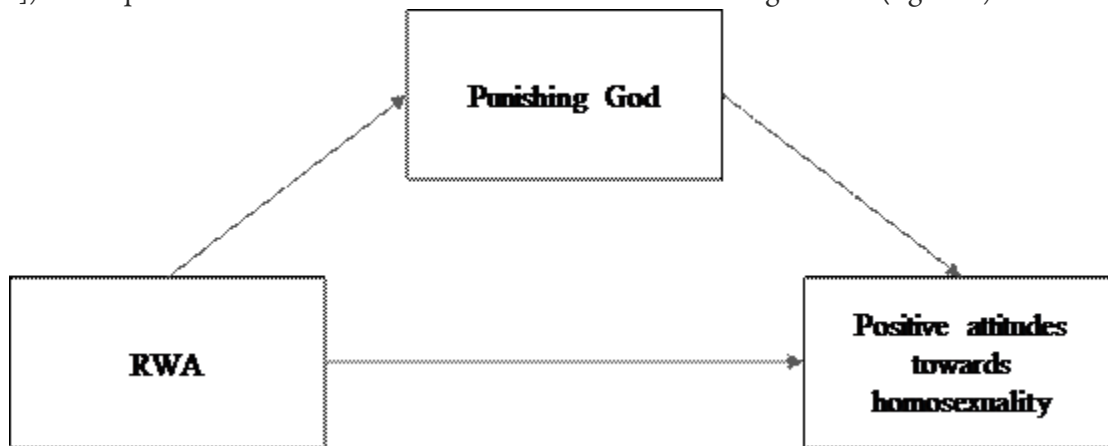 Punishing God
RWA
Positive attitudes
towards
homosexuality